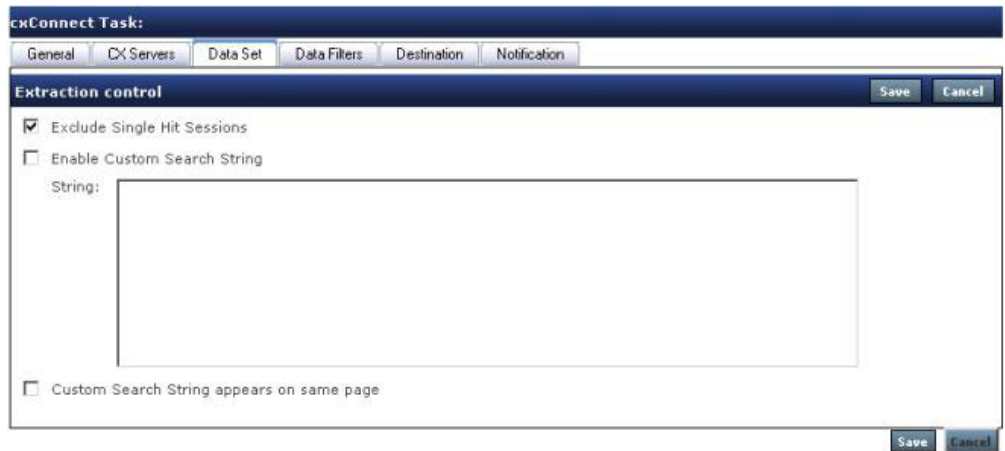 cxConnect Task:
General CX Servers Data Set Data Filters Destination Notification
Extraction control Save Cancel
Exclude Single Hit Sessions
Enable Custom Search String
String:
Custom Search String appears on same page
Save Cancel